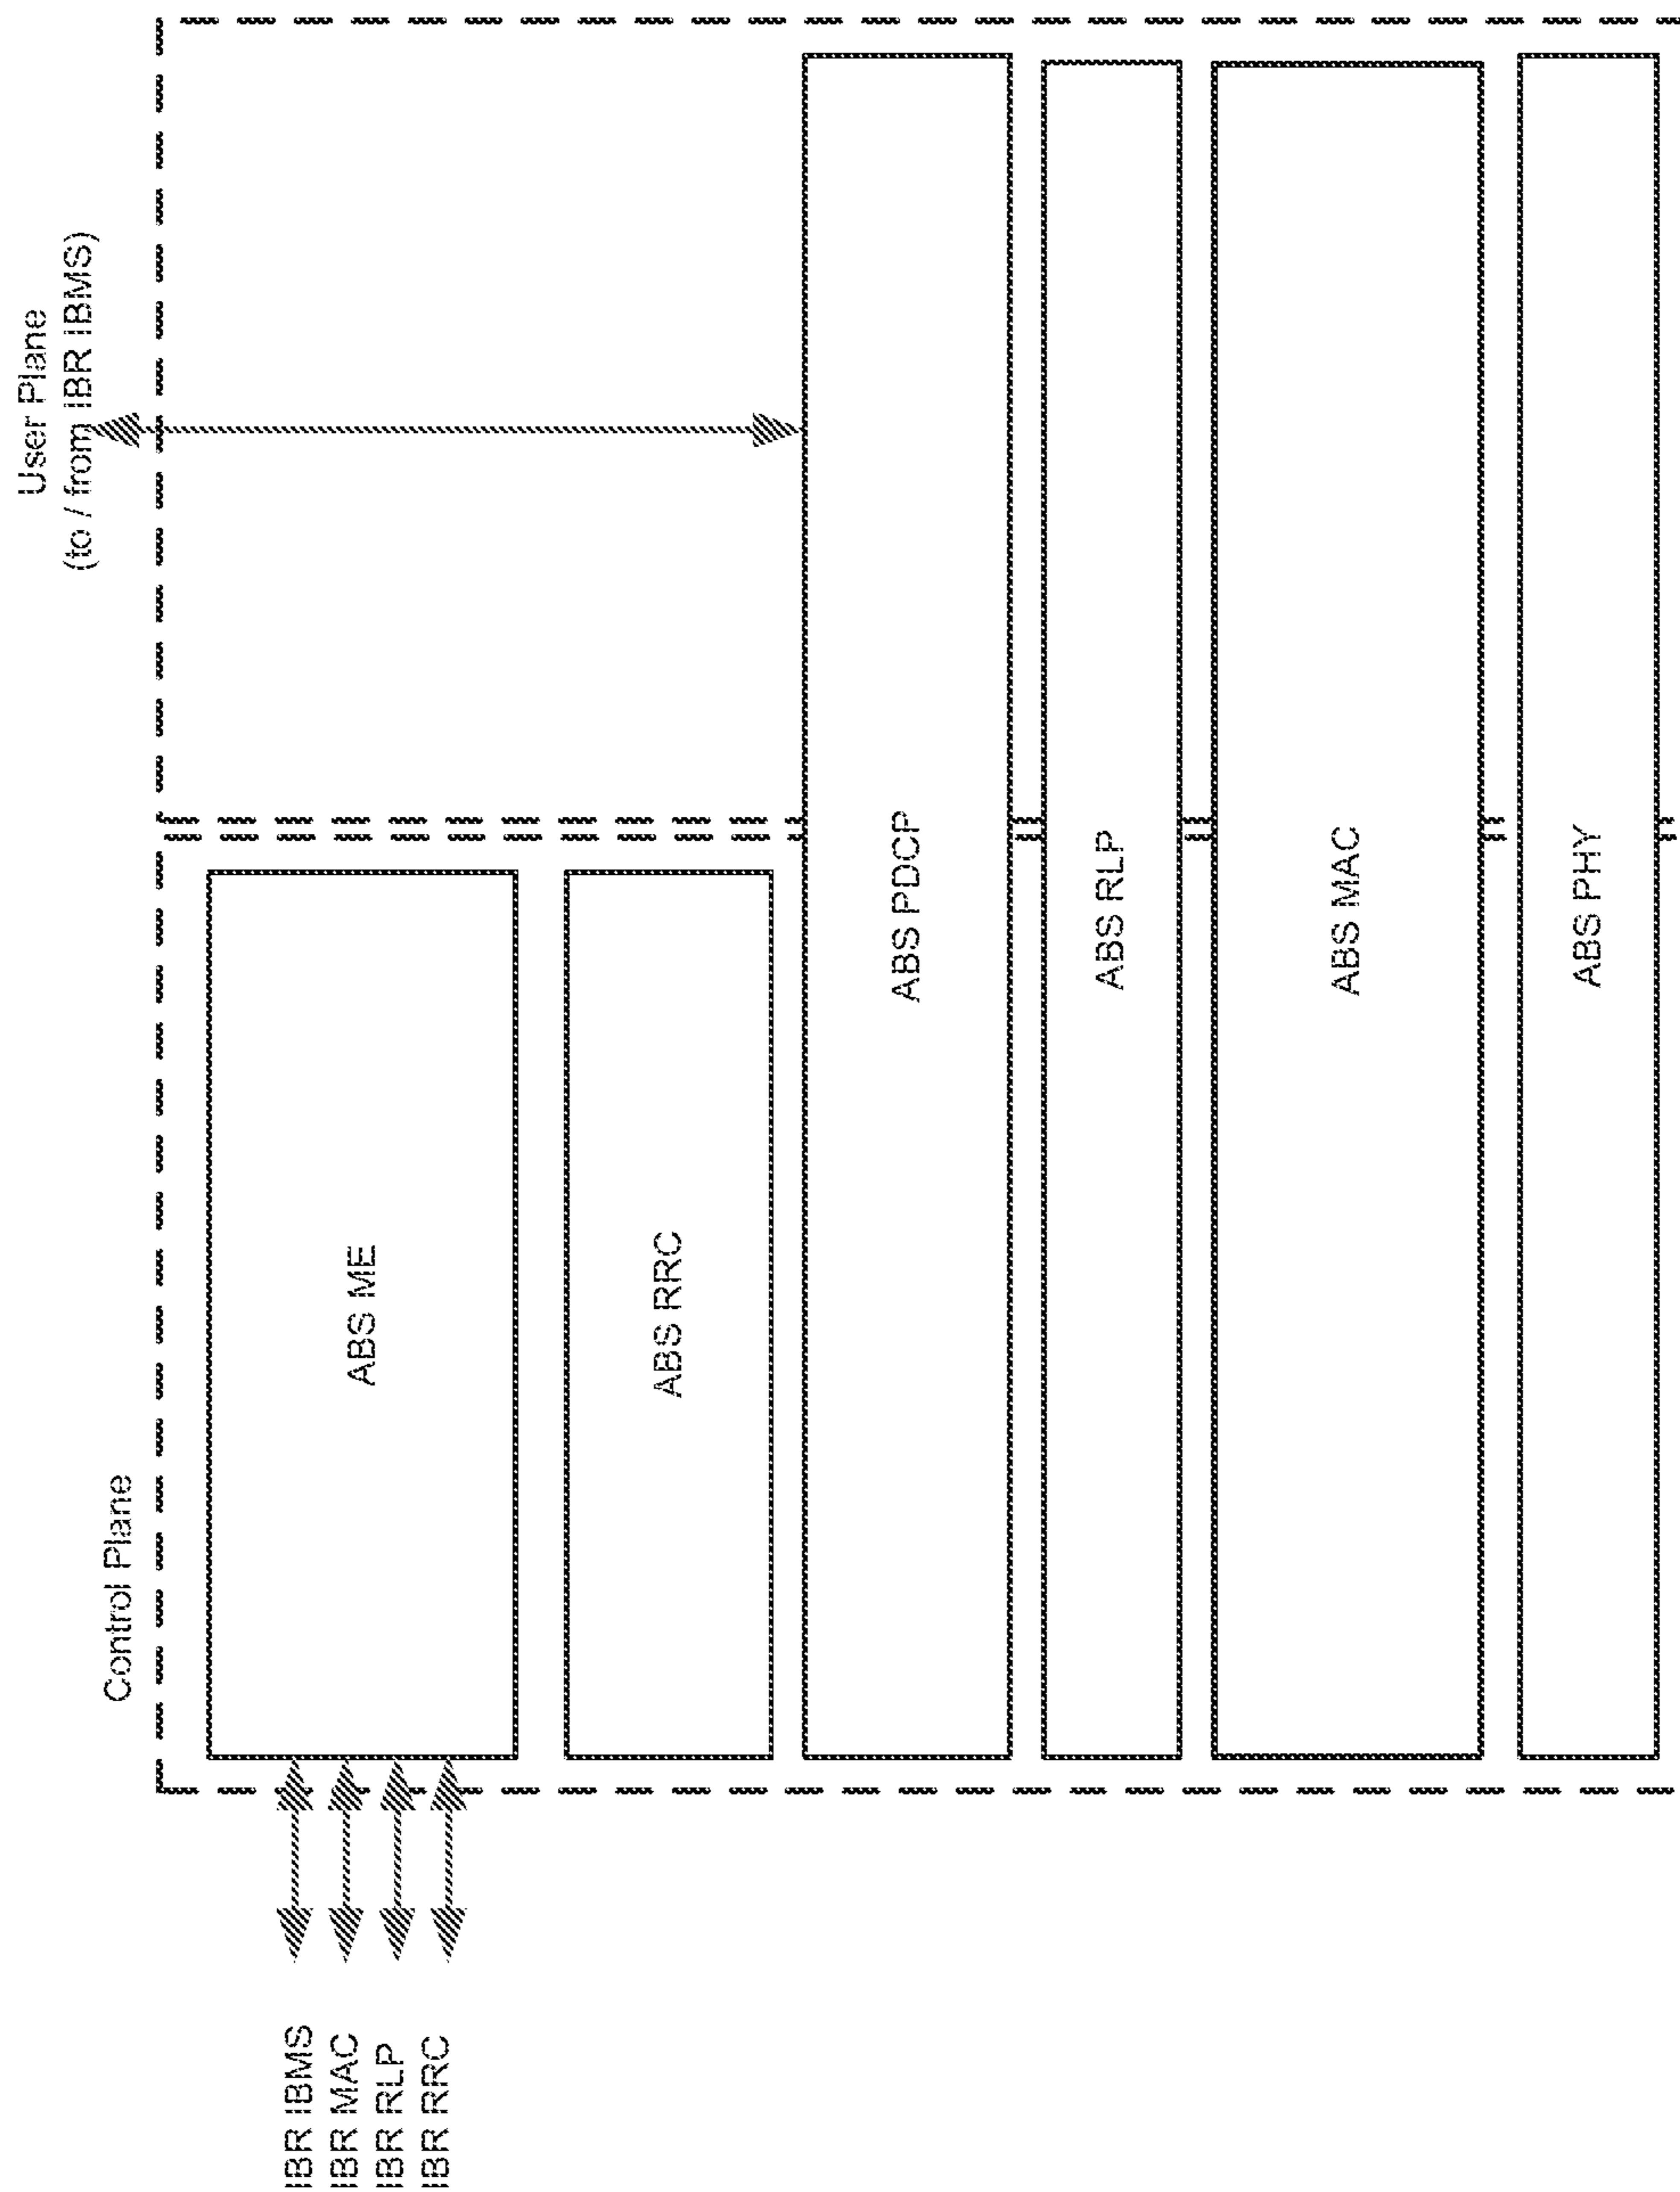 Control Plane
User Plane
(to / from IBR IBMS)
IBR IBMS
IBR MAC
IBR RLP
IBR RRC
ABS ME
ABS RRC
ABS PDCP
ABS RLP
ABS MAC
ABS PHY